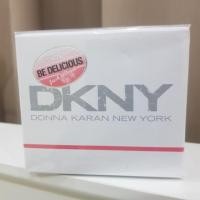 BE DELICIOUS
DKNY
DONNA KARAN NEW YORK